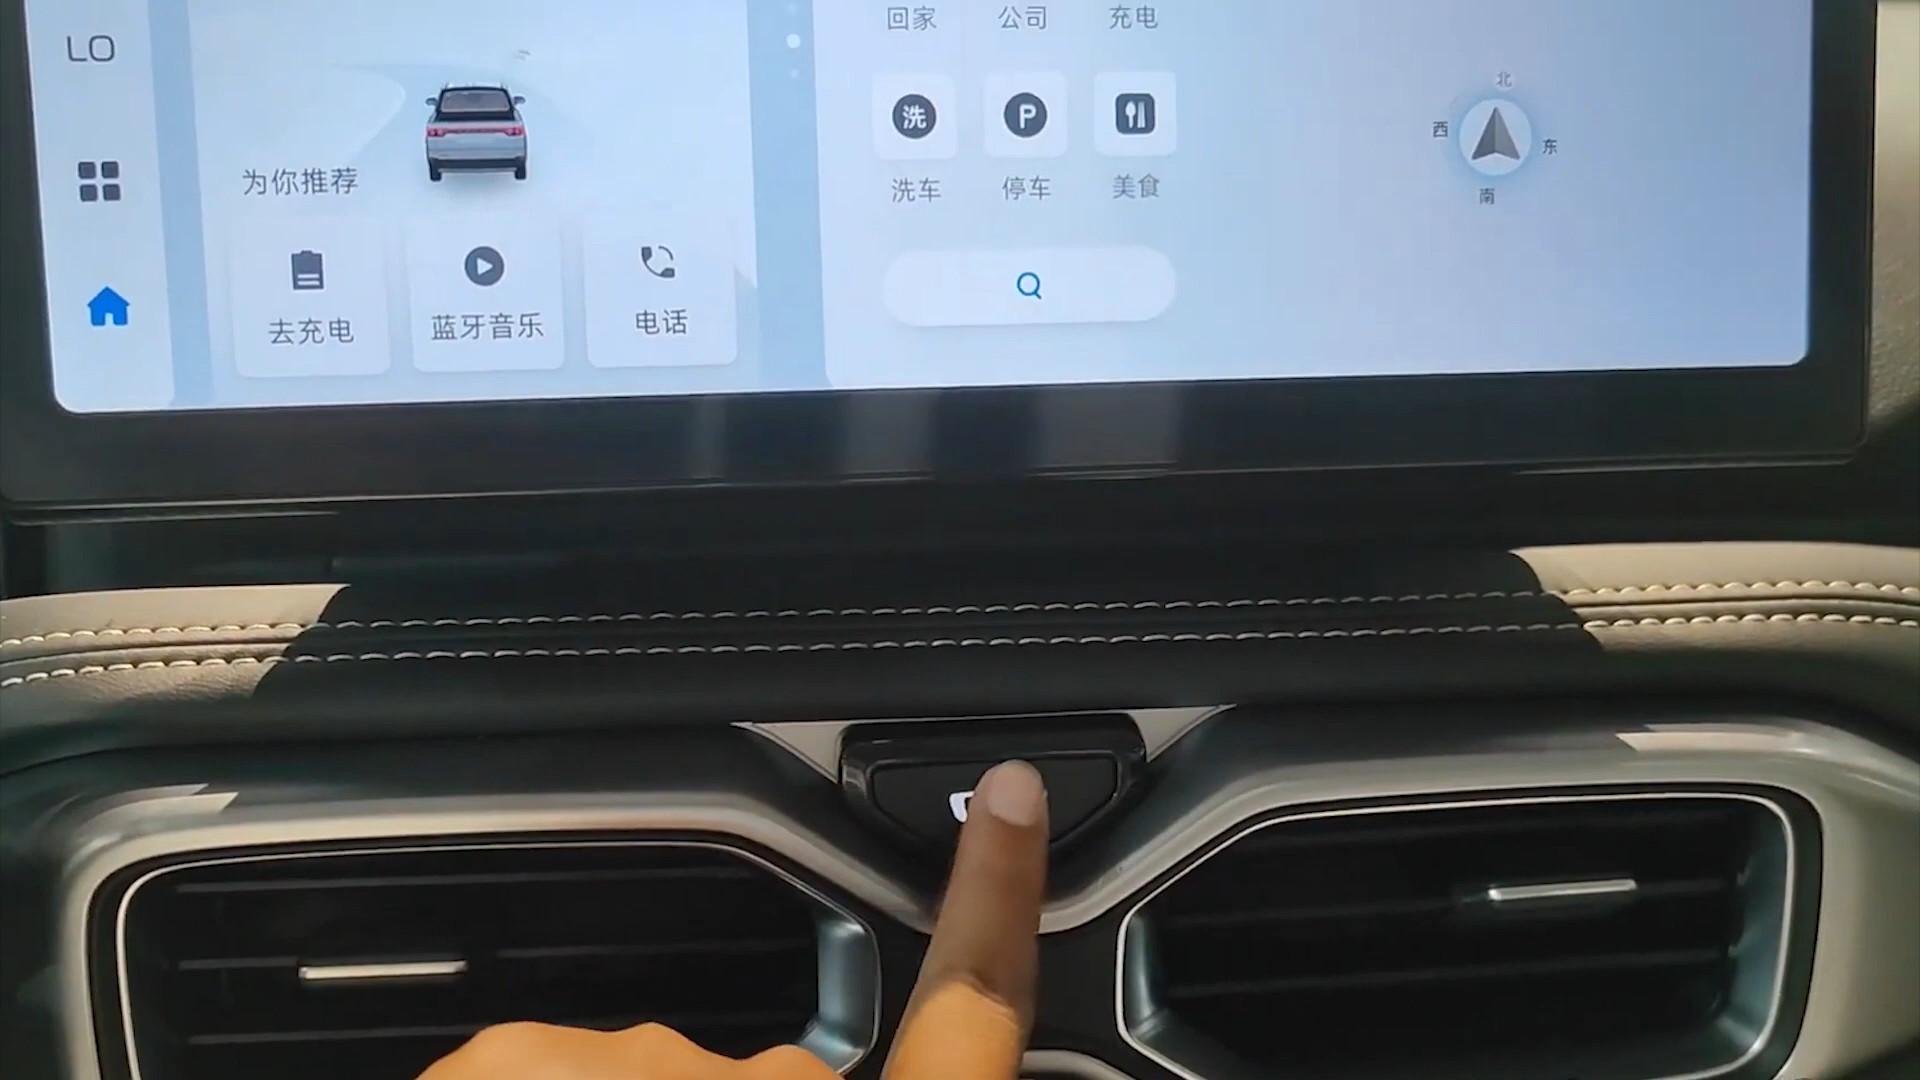 LO
为你推荐
去充电
蓝牙音乐
电话
回家 公司 充电
洗 P
洗车 停车 美食
北
西 东
南